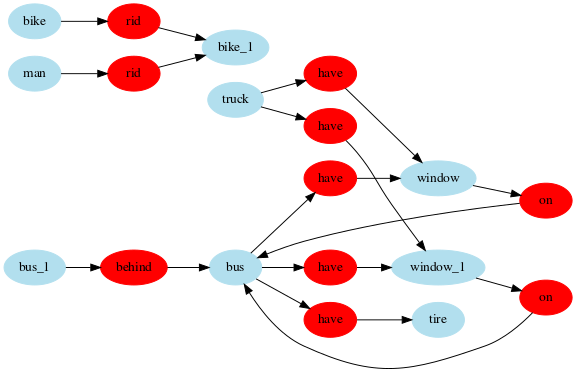 bike
rid
bike_1
man
rid
truck
have
have
have
window
on
bus_1
behind
bus
have
window_1
on
have
tire